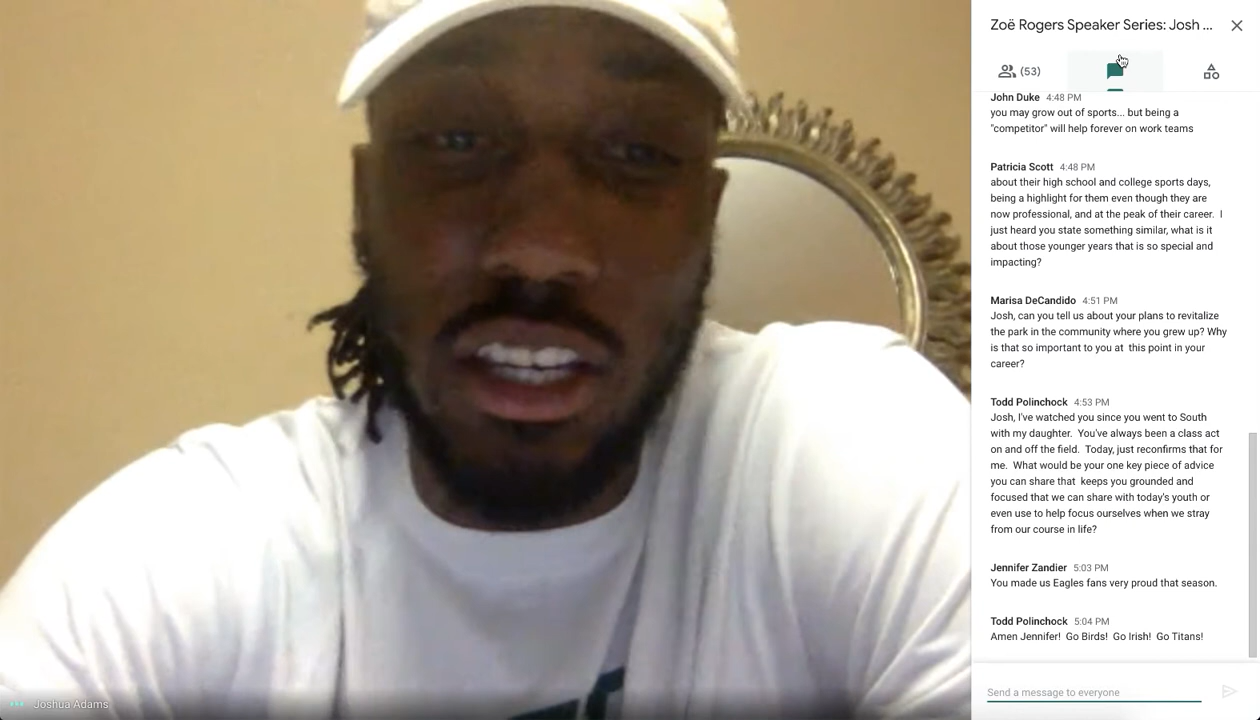 Zoë Rogers Speaker Series: Josh ...
(53)
John Duke 4:48 PM
you may grow out of sports... but being a
"competitor" will help forever on work teams
Patricia Scott 4:48 PM
about their high school and college sports days,
being a highlight for them even though they are
now professional, and at the peak of their career.  I
just heard you state something similar, what is it
about those younger years that is so special and
impacting?
Marisa DeCandido 4:51 PM
Josh, can you tell us about your plans to revitalize
the park in the community where you grew up? Why
is that so important to you at  this point in your
career?
Todd Polinchock 4:53 PM
Josh, I've watched you since you went to South
with my daughter.  You've always been a class act
on and off the field.  Today, just reconfirms that for
me.  What would be your one key piece of advice
you can share that  keeps you grounded and
focused that we can share with today's youth or
even use to help focus ourselves when we stray
from our course in life?
Jennifer Zandier 5:03 PM
You made us Eagles fans very proud that season.
Todd Polinchock 5:04 PM
Amen Jennifer!  Go Birds!  Go Irish!  Go Titans!
Send a message to everyone
Joshua Adams